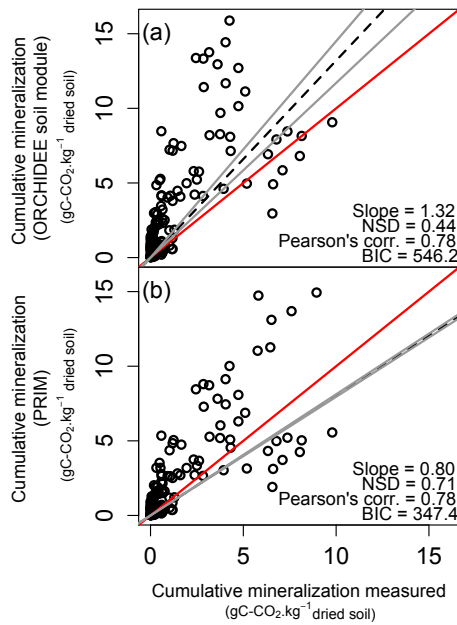 (a)
Cumulative mineralization
(ORCHIDEE soil module)
(gC-CO₂.kg⁻¹ dried soil)
15
10
5
0
Slope = 1.32
NSD = 0.44
Pearson's corr. = 0.78
BIC = 546.2
(b)
Cumulative mineralization
(PRIM)
(gC-CO₂.kg⁻¹ dried soil)
15
10
5
0
Slope = 0.80
NSD = 0.71
Pearson's corr. = 0.78
BIC = 347.4
0 5 10 15
Cumulative mineralization measured
(gC-CO₂.kg⁻¹dried soil)